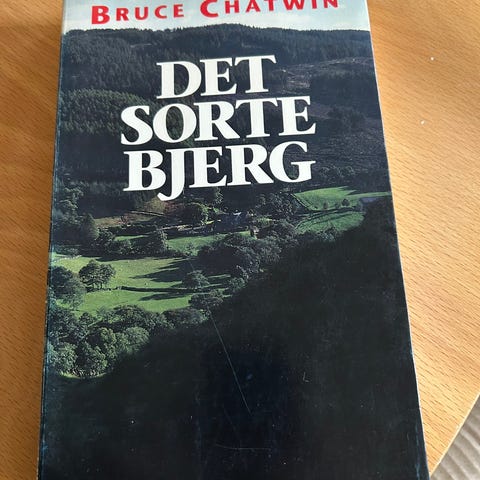 BRUCE CHATWIN
DET
SORTE
BJERG